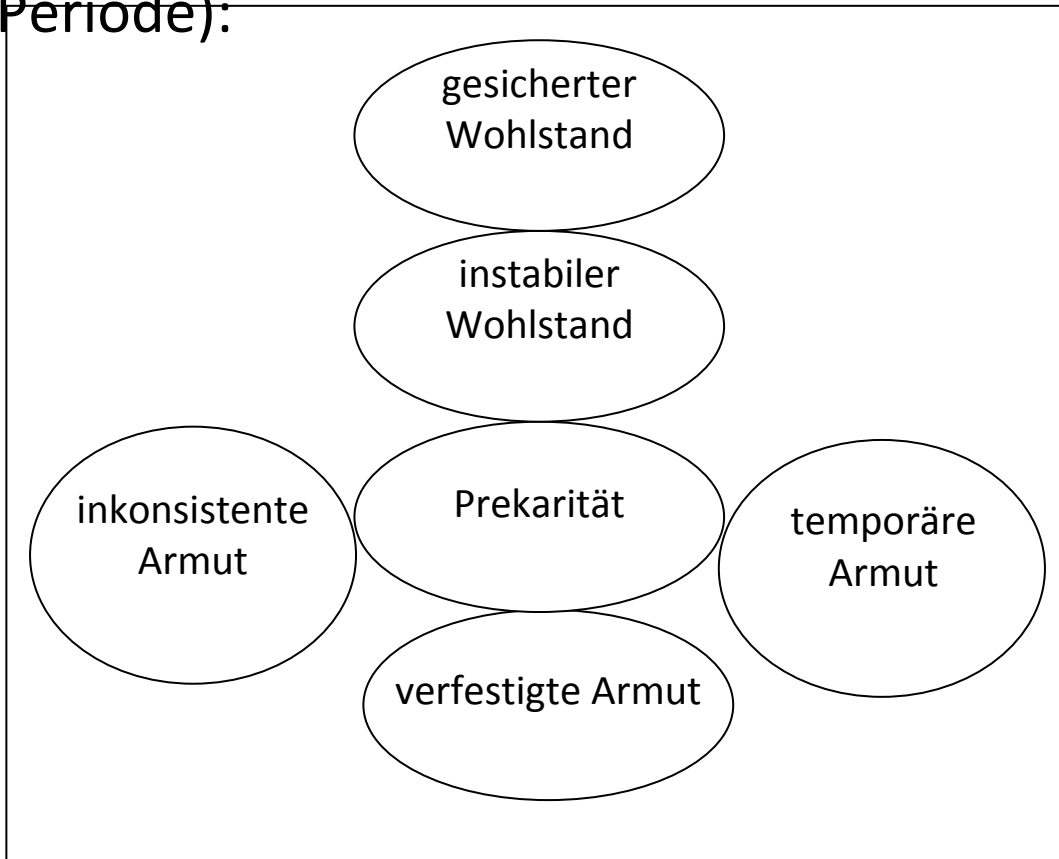 Periode):
gesicherter
Wohlstand
instabiler
Wohlstand
inkonsistente
Armut
Prekarität
temporäre
Armut
verfestigte Armut